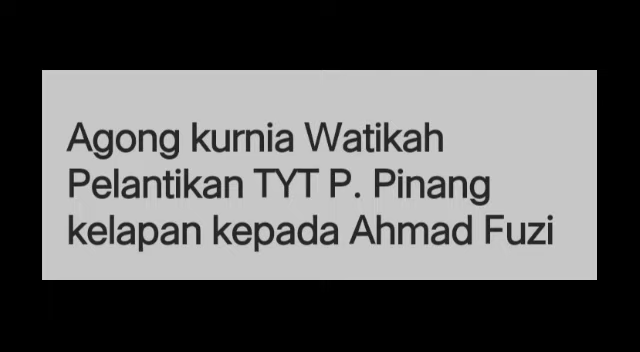 Agong kurnia Watikah
Pelantikan TYT P. Pinang
kelapan kepada Ahmad Fuzi